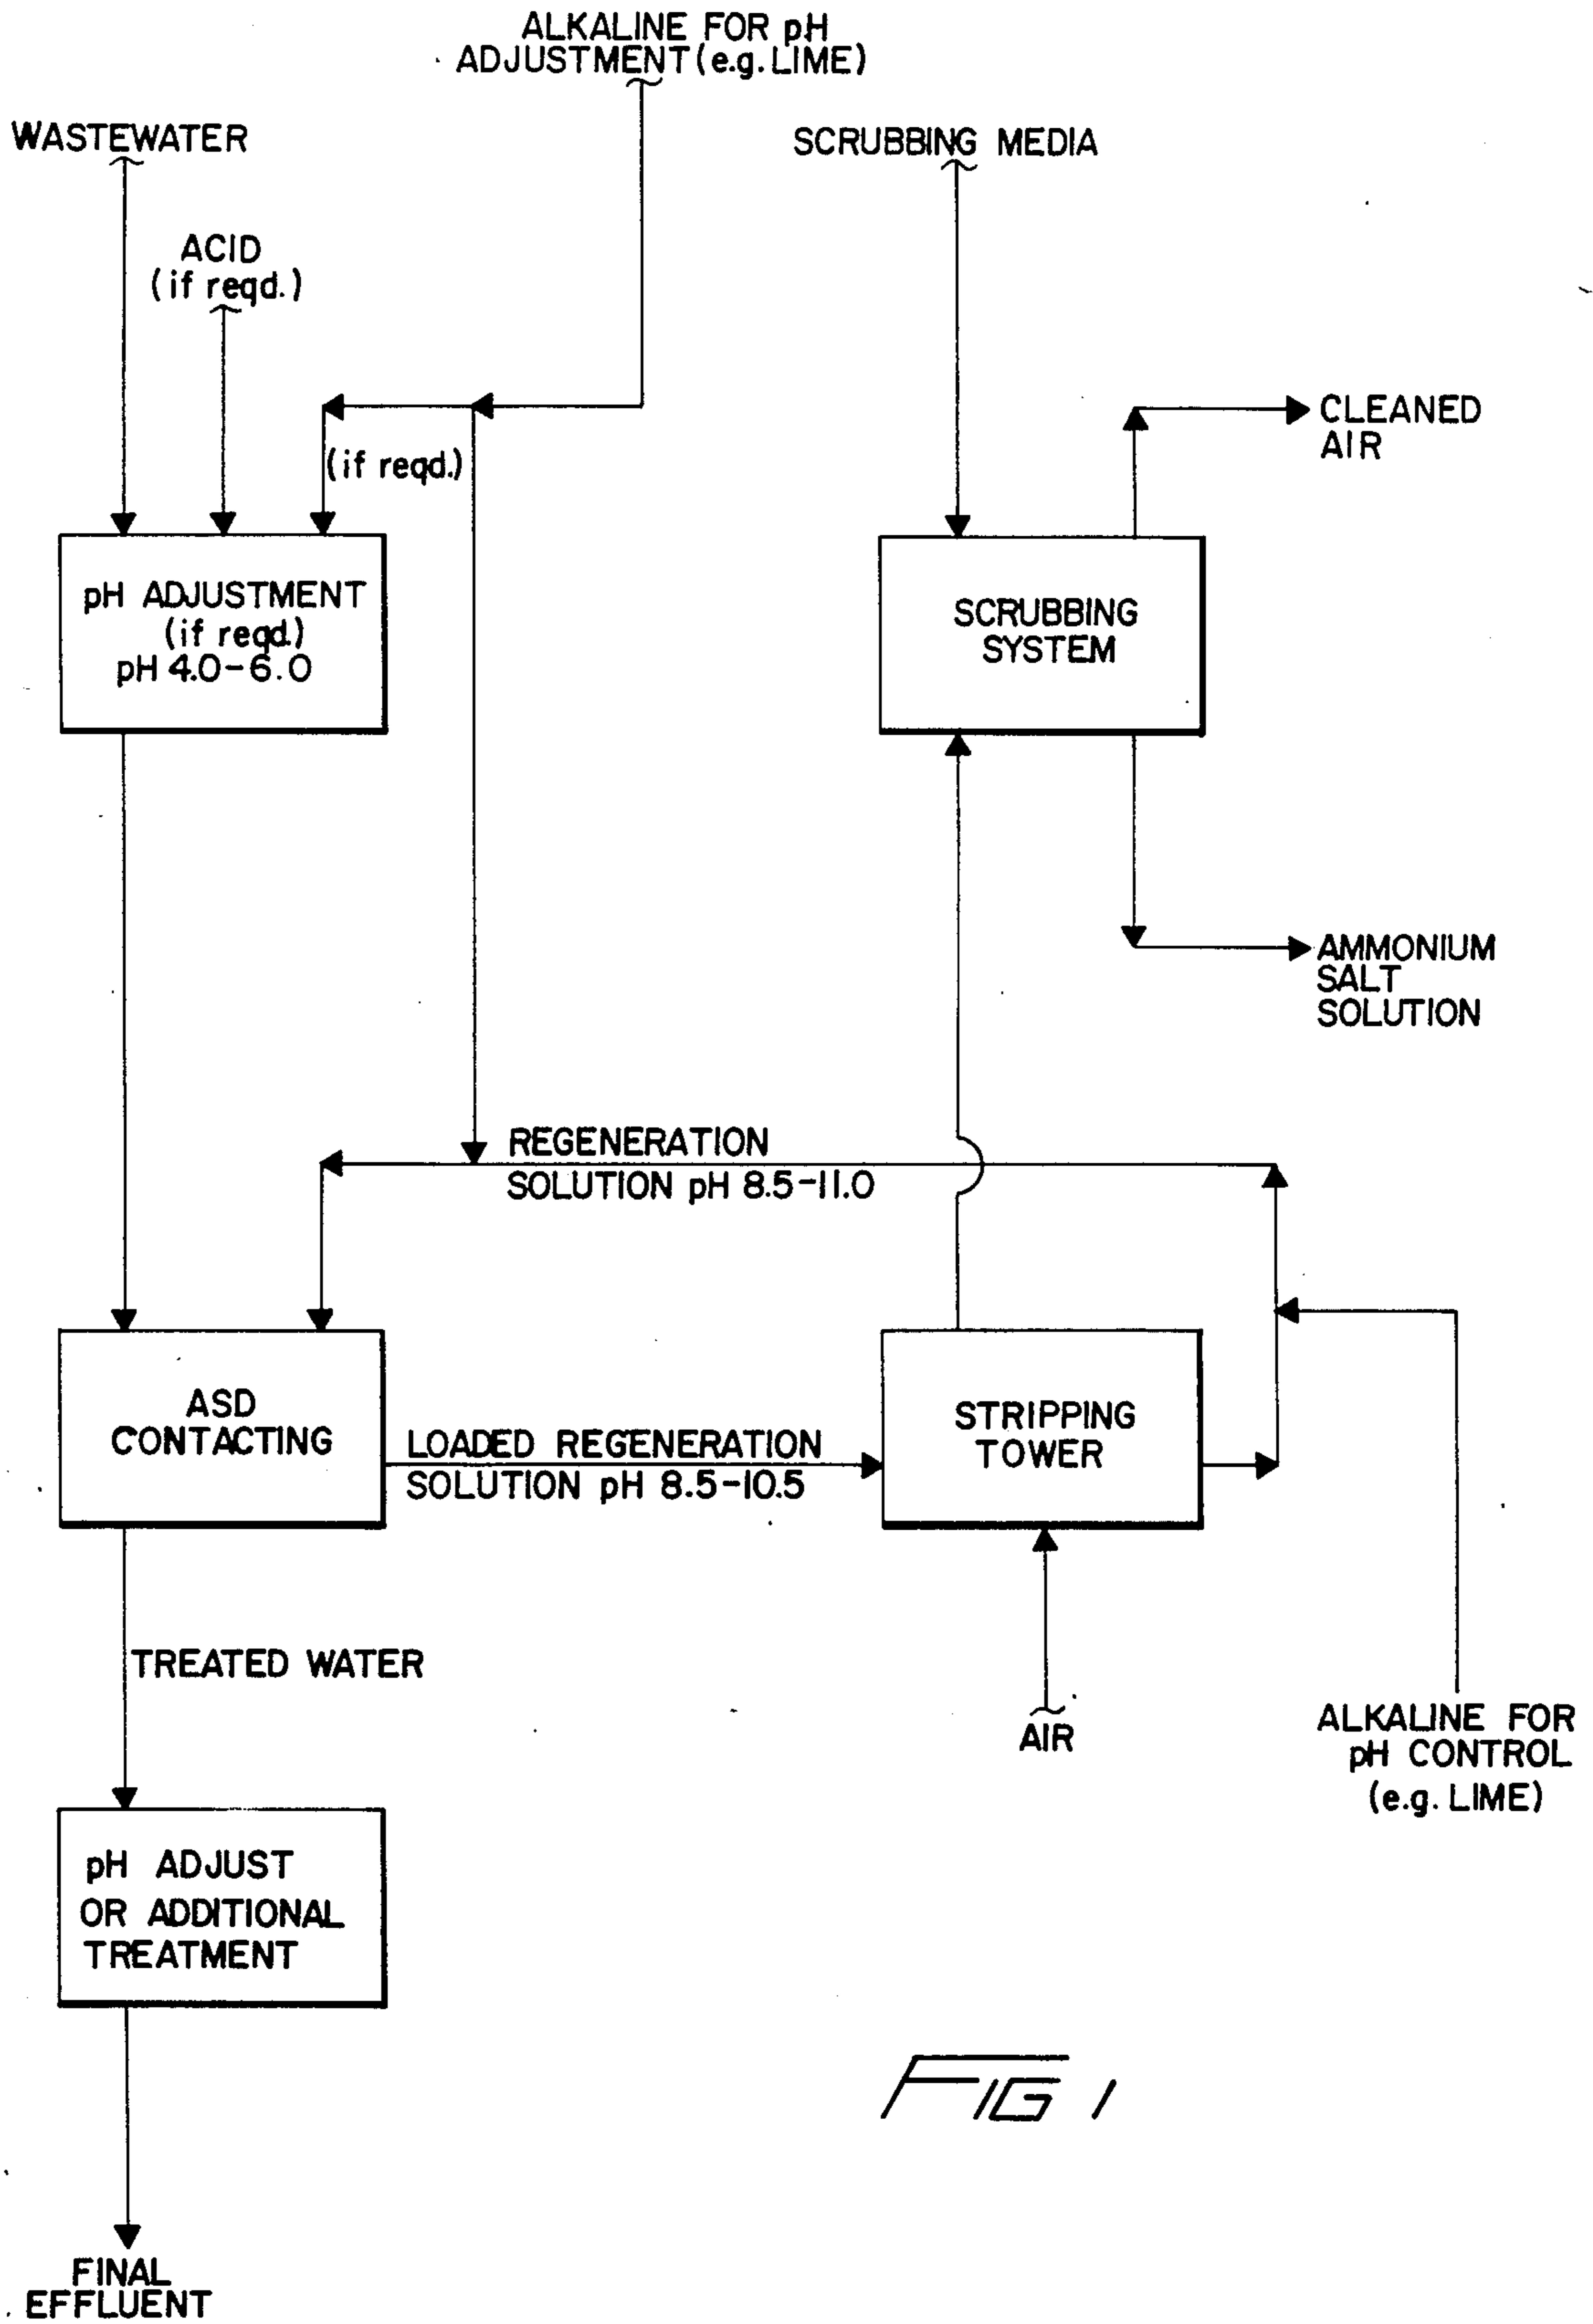 ALKALINE FOR pH
ADJUSTMENT (e.g. LIME)
WASTEWATER
SCRUBBING MEDIA
ACID
(if reqd.)
CLEANED
AIR
(if reqd.)
pH ADJUSTMENT
(if reqd.)
pH 4.0-6.0
SCRUBBING
SYSTEM
AMMONIUM
SALT
SOLUTION
REGENERATION
SOLUTION pH 8.5-11.0
ASD
CONTACTING
LOADED REGENERATION
SOLUTION pH 8.5-10.5
STRIPPING
TOWER
TREATED WATER
AIR
ALKALINE FOR
pH CONTROL
(e.g. LIME)
pH ADJUST
OR ADDITIONAL
TREATMENT
FIG 1
FINAL
EFFLUENT